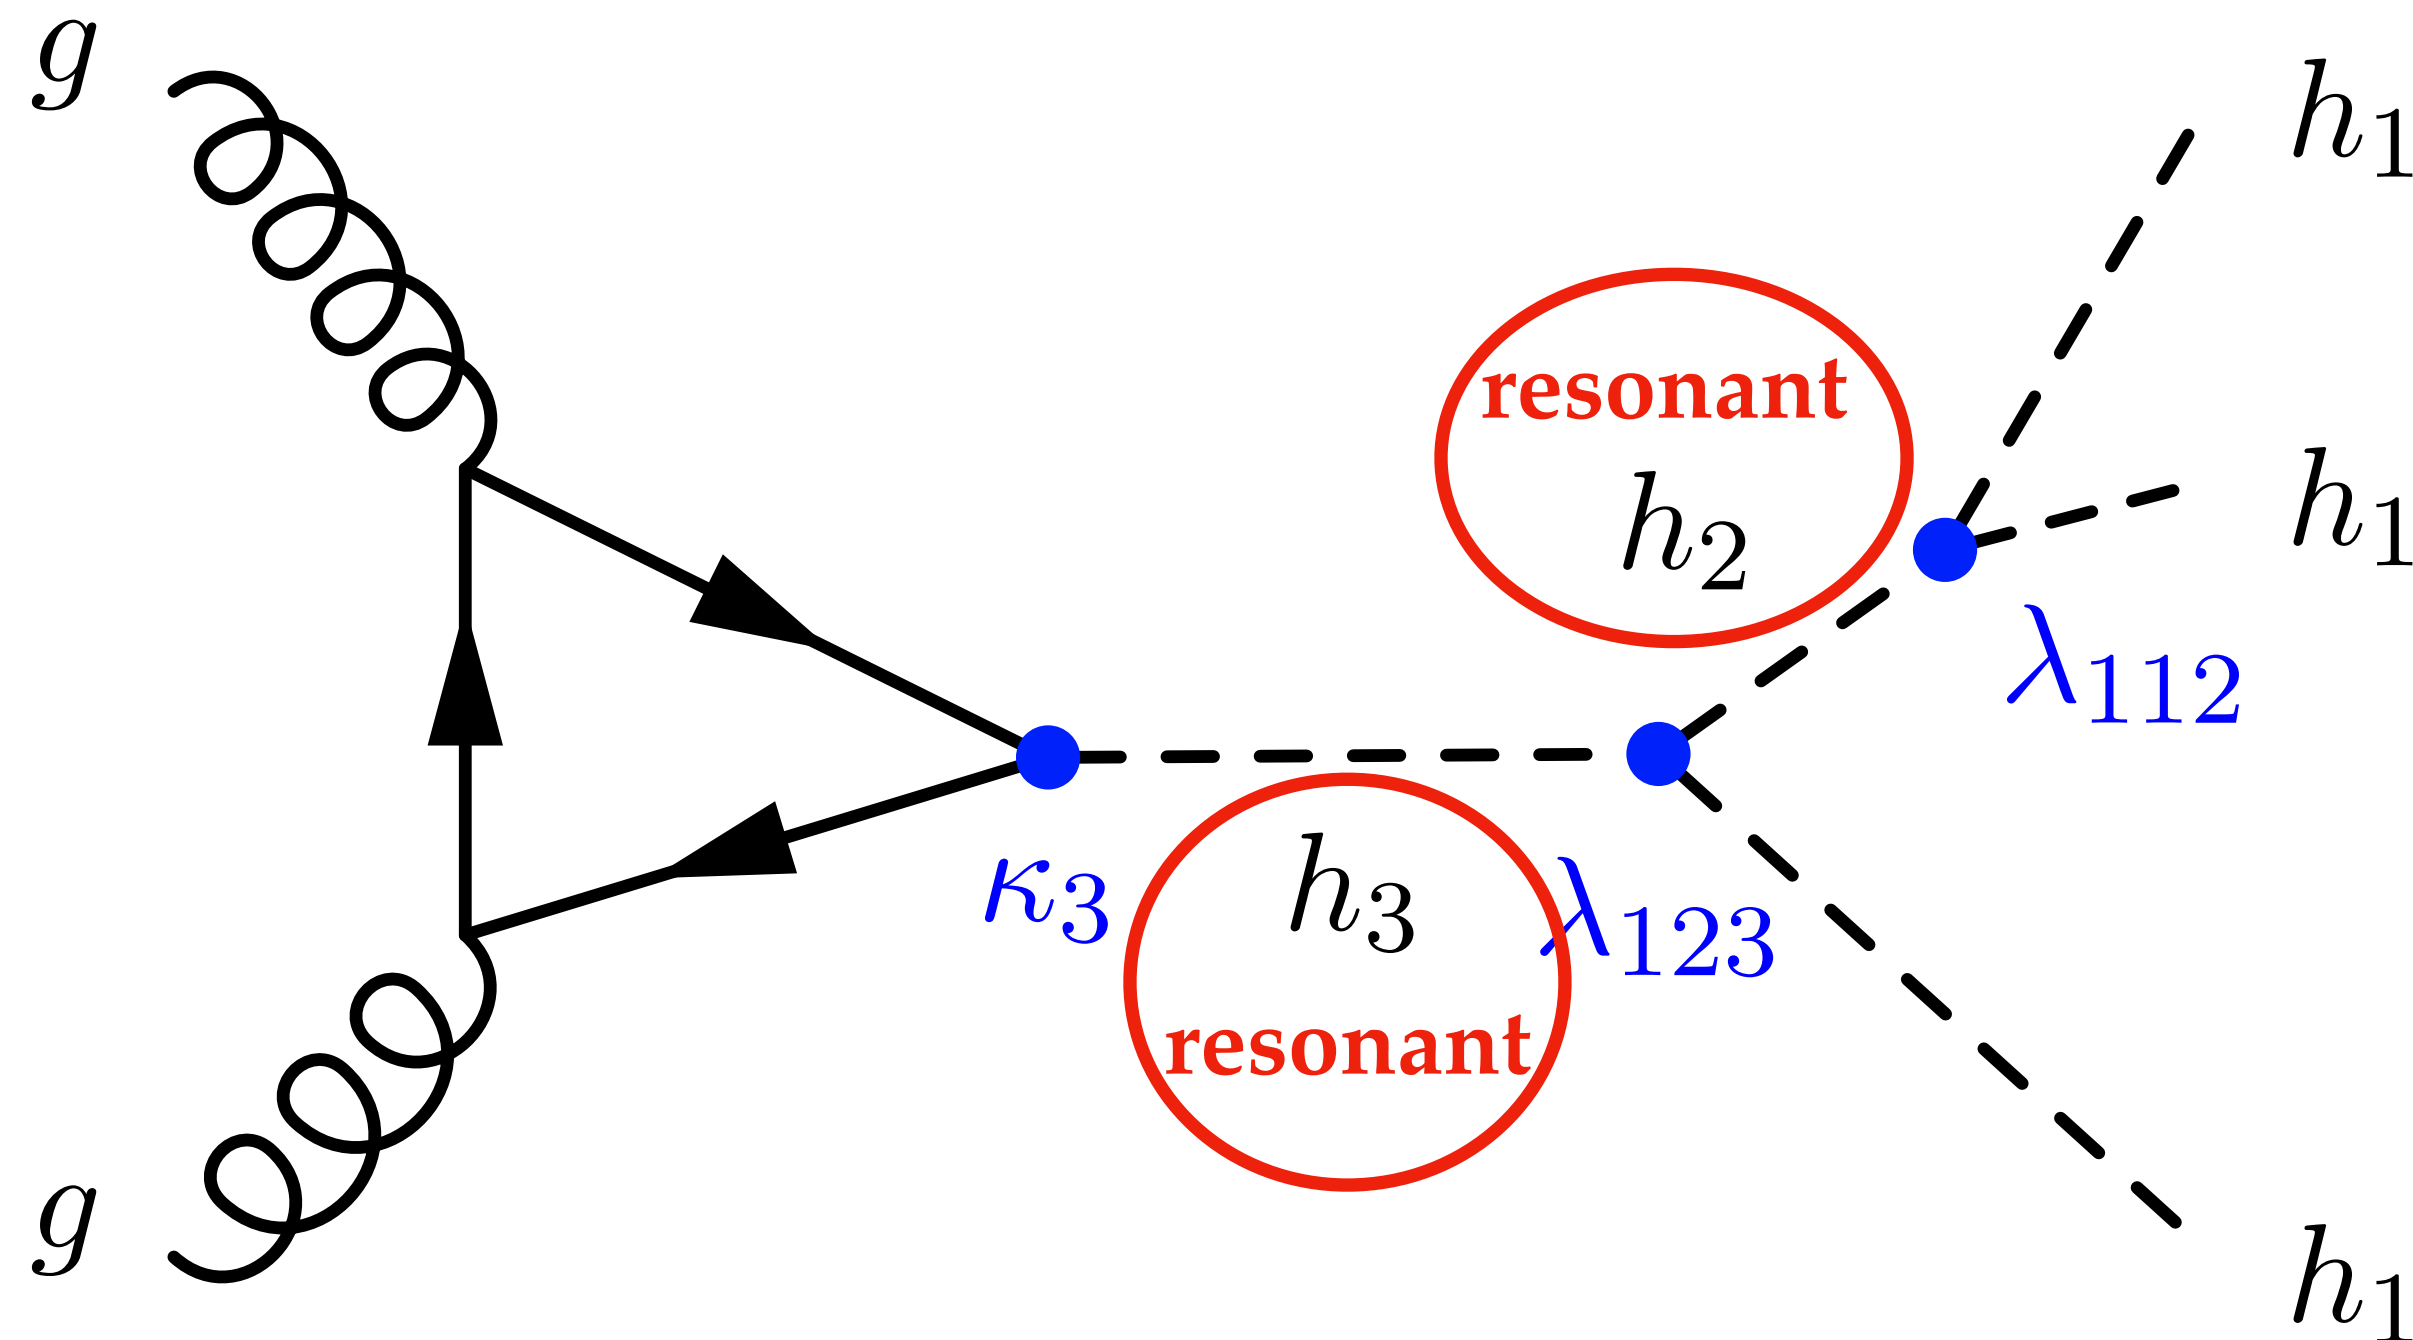 g
h₁
resonant
h₂
h₁
λ₁₁₂
κ₃
h₃
λ₁₂₃
resonant
g
h₁